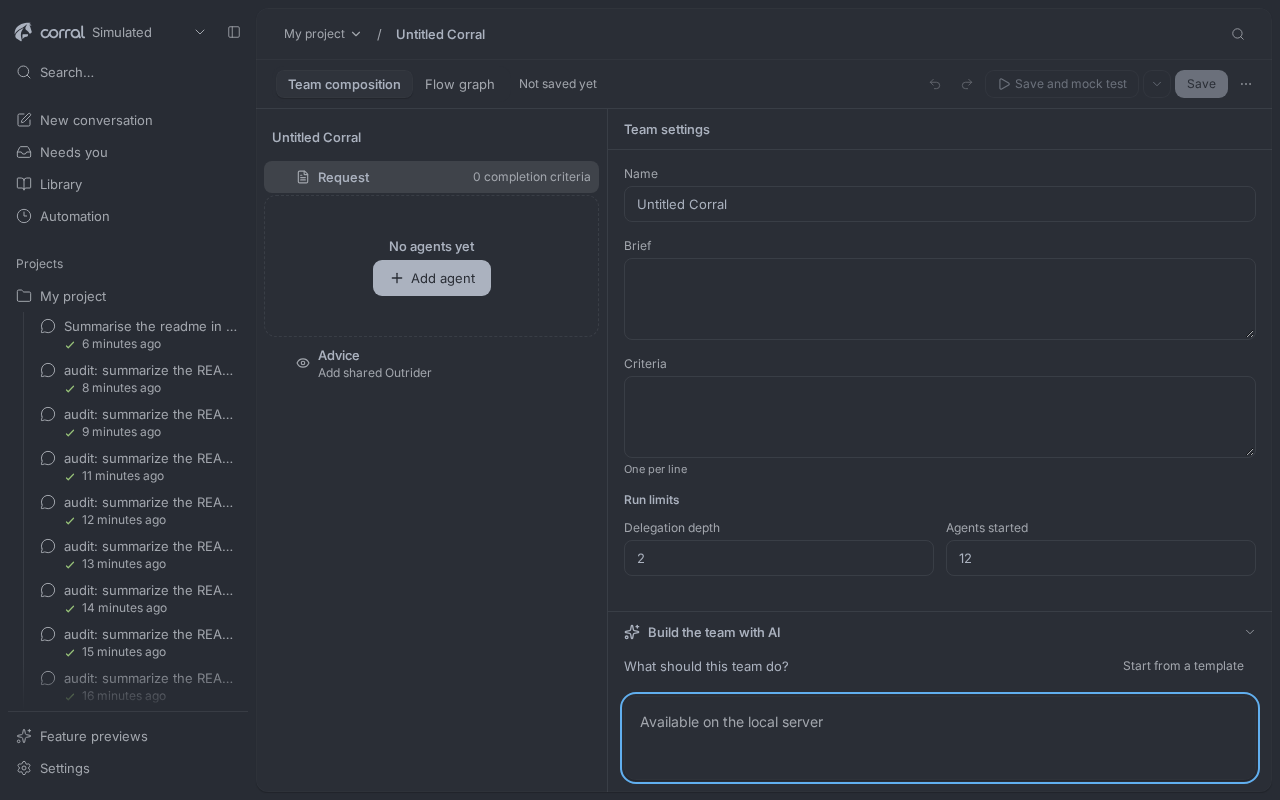 corral Simulated
Search...
New conversation
Needs you
Library
Automation
Projects
My project
Summarise the readme in ...
6 minutes ago
audit: summarize the REA...
8 minutes ago
audit: summarize the REA...
9 minutes ago
audit: summarize the REA...
11 minutes ago
audit: summarize the REA...
12 minutes ago
audit: summarize the REA...
13 minutes ago
audit: summarize the REA...
14 minutes ago
audit: summarize the REA...
15 minutes ago
audit: summarize the REA...
16 minutes ago
Feature previews
Settings
My project / Untitled Corral
Team composition Flow graph Not saved yet Save and mock test Save
Untitled Corral
Request 0 completion criteria
No agents yet
Add agent
Advice
Add shared Outrider
Team settings
Name
Untitled Corral
Brief
Criteria
One per line
Run limits
Delegation depth Agents started
2 12
Build the team with AI
What should this team do? Start from a template
Available on the local server